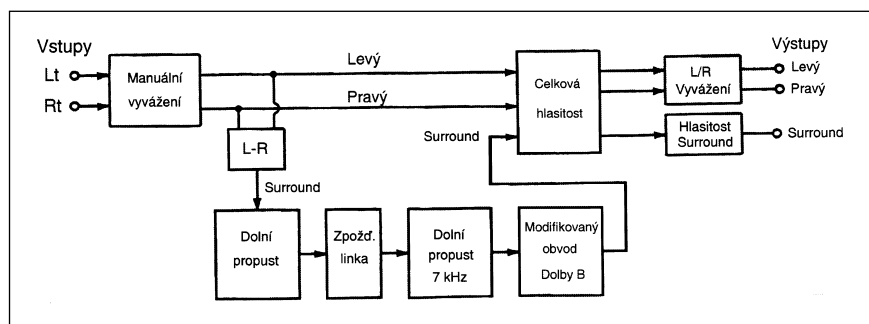 Vstupy
Lt
Rt
Manuální
vyvážení
Levý
Pravý
L-R
Surround
Surround
Celková
hlasitost
L/R
Vyvážení
Hlasitost
Surround
Výstupy
Levý
Pravý
Surround
Dolní
propust
Zpožď.
linka
Dolní
propust
7 kHz
Modifikovaný
obvod
Dolby B